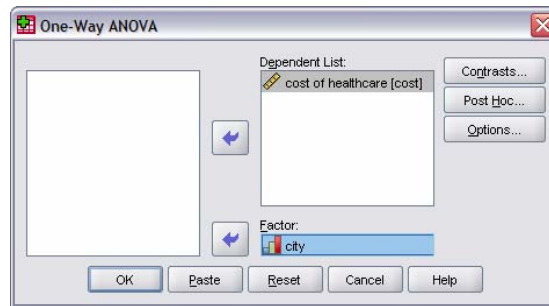 One-Way ANOVA
Dependent List:
cost of healthcare [cost]
Contrasts...
Post Hoc...
Options...
Factor:
city
OK Paste Reset Cancel Help